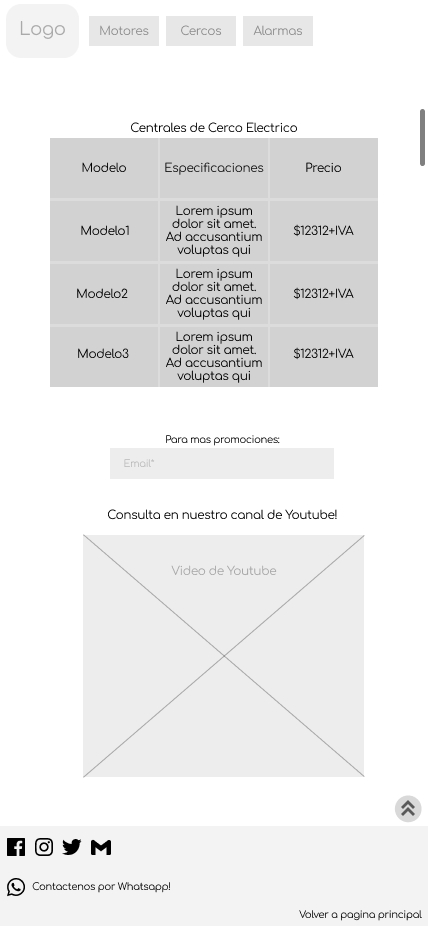 Logo
Motores
Cercos
Alarmas
Centrales de Cerco Electrico
Modelo
Especificaciones
Precio
Modelo1
Lorem ipsum
dolor sit amet.
Ad accusantium
voluptas qui
$12312+IVA
Modelo2
Lorem ipsum
dolor sit amet.
Ad accusantium
voluptas qui
$12312+IVA
Modelo3
Lorem ipsum
dolor sit amet.
Ad accusantium
voluptas qui
$12312+IVA
Para mas promociones:
Email*
Consulta en nuestro canal de Youtube!
Video de Youtube
Contactenos por Whatsapp!
Volver a pagina principal